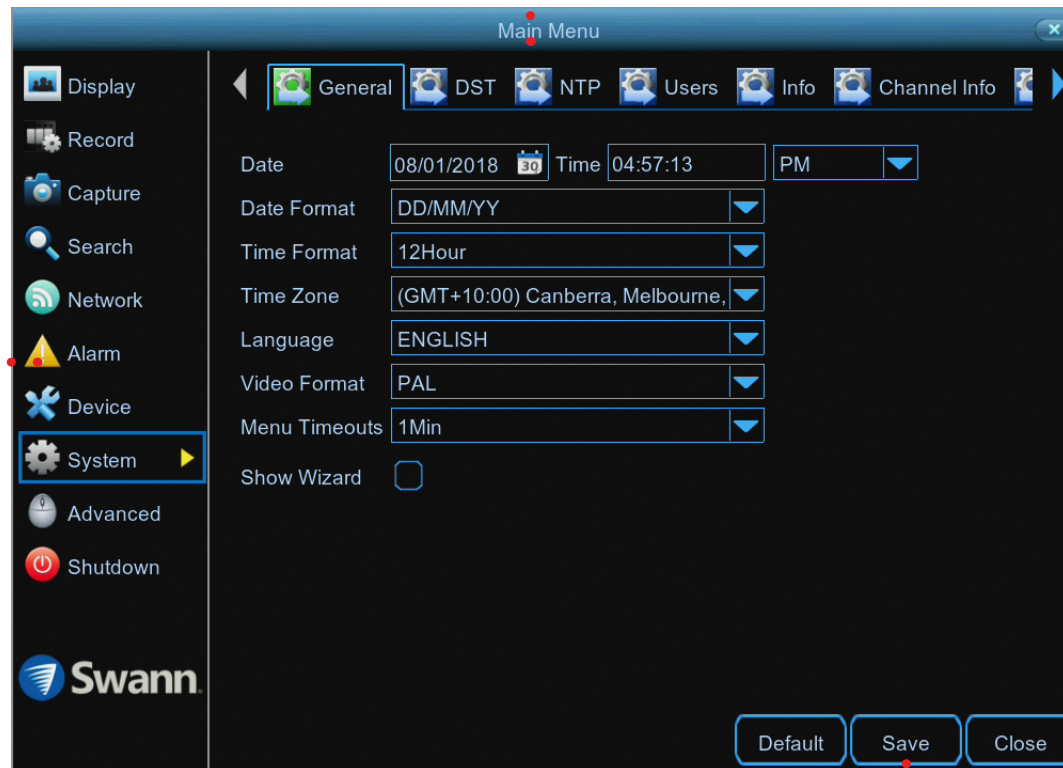 Main Menu
Display
Record
Capture
Search
Network
Alarm
Device
System
Advanced
Shutdown
Swann
General DST NTP Users Info Channel Info
Date 08/01/2018 30 Time 04:57:13 PM
Date Format DD/MM/YY
Time Format 12Hour
Time Zone (GMT+10:00) Canberra, Melbourne,
Language ENGLISH
Video Format PAL
Menu Timeouts 1Min
Show Wizard
Default Save Close